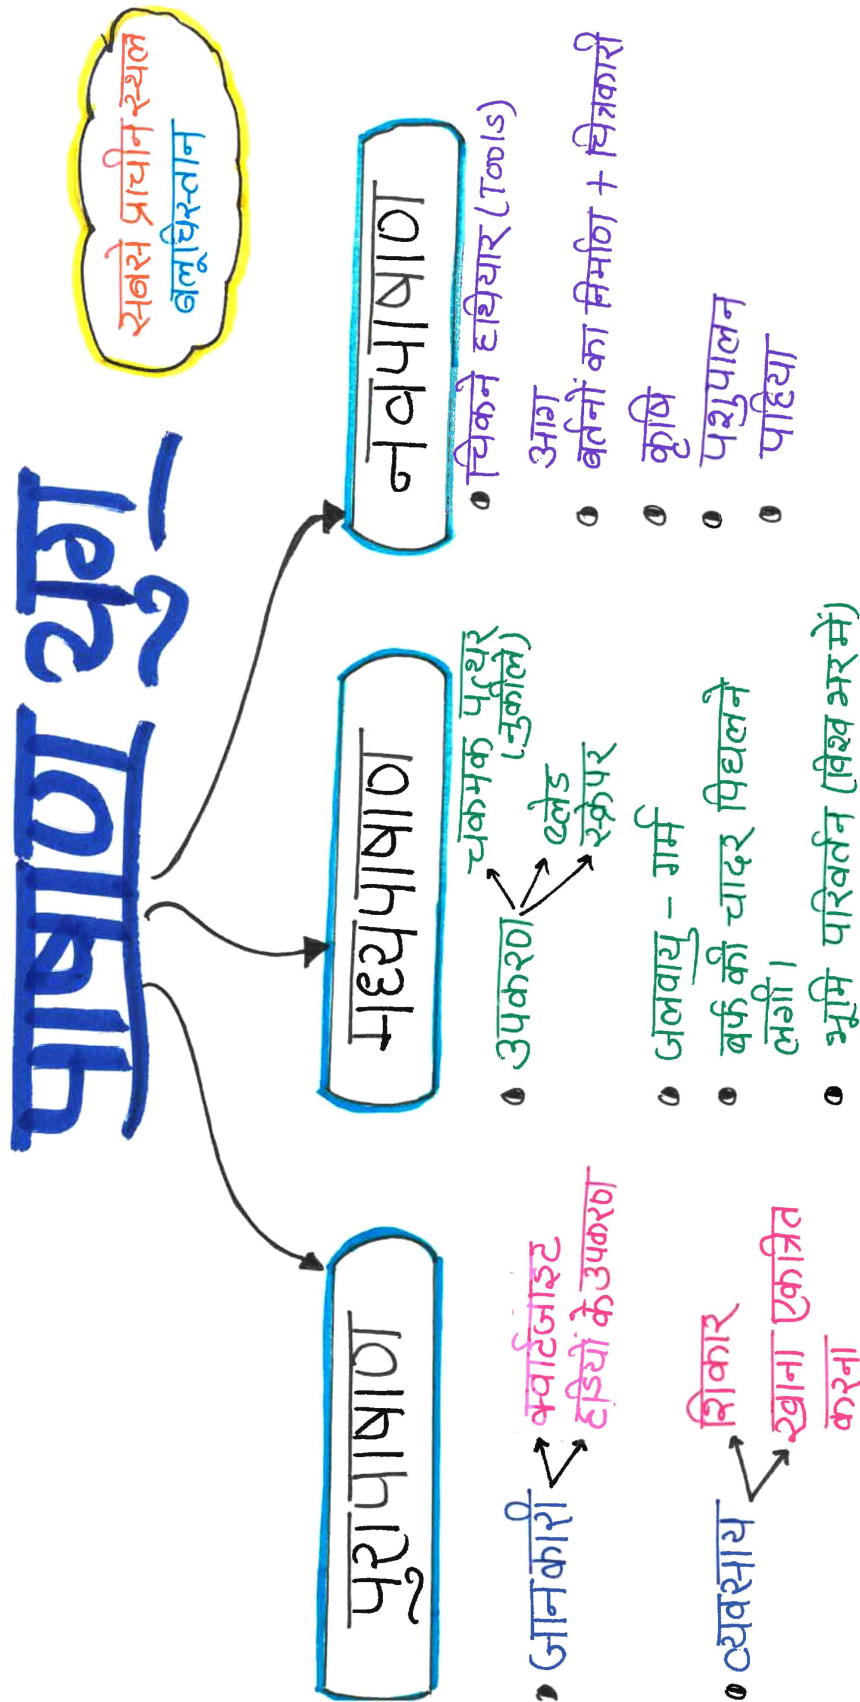 पाषाण युग
सबसे प्राचीन स्थल
बलूचिस्तान
पुरापाषाण
जानकारी
क्वार्टजाइट
हड्डियों के उपकरण
व्यवसाय
शिकार
खाना एकत्रित
करना
मध्यपाषाण
उपकरण
चकमक पत्थर
(नुकीले)
ब्लेड
स्क्रेपर
जलवायु - गर्म
बर्फ की चादर पिघलने
लगी।
भूमि परिवर्तन (विश्व भर में)
नवपाषाण
चिकने हथियार (Tools)
आग
बर्तनों का निर्माण + चित्रकारी
कृषि
पशुपालन
पहिया